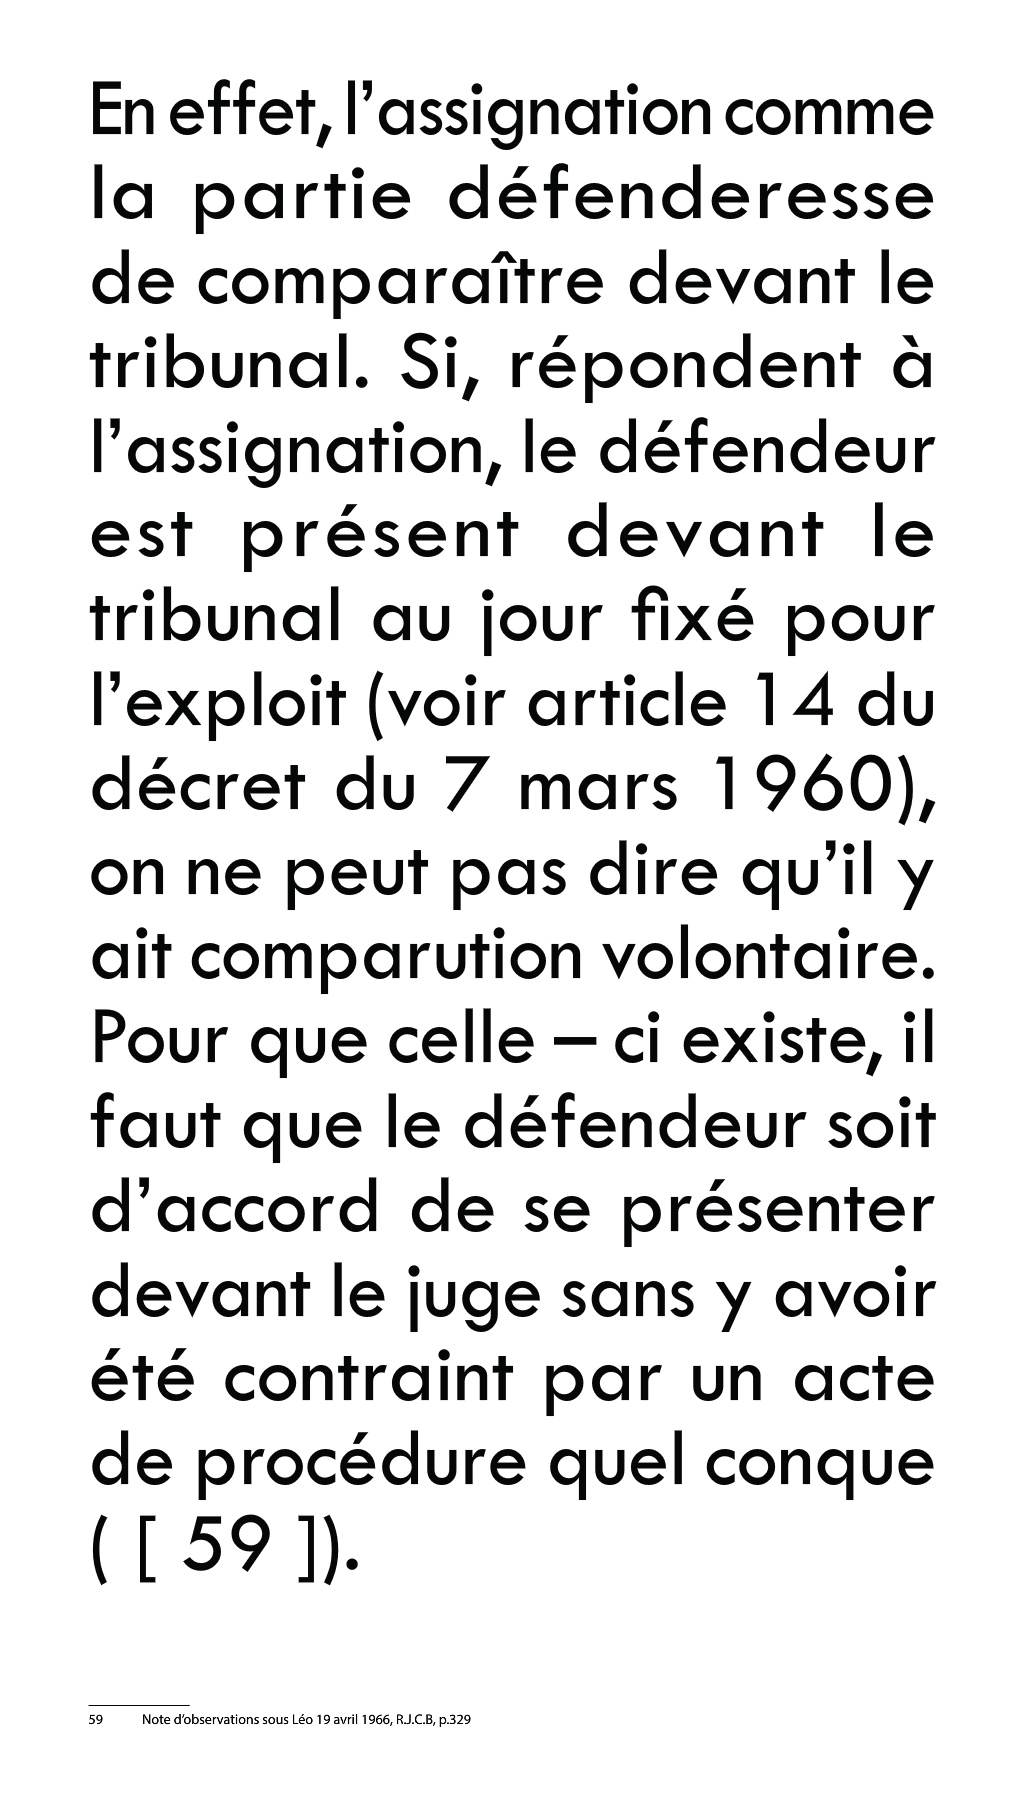 En effet, l’assignation comme
la partie défenderesse
de comparaître devant le
tribunal. Si, répondent à
l’assignation, le défendeur
est présent devant le
tribunal au jour fixé pour
l’exploit (voir article 14 du
décret du 7 mars 1960),
on ne peut pas dire qu’il y
ait comparution volontaire.
Pour que celle – ci existe, il
faut que le défendeur soit
d’accord de se présenter
devant le juge sans y avoir
été contraint par un acte
de procédure quel conque
( [ 59 ]).
59 Note d’observations sous Léo 19 avril 1966, R.J.C.B, p.329